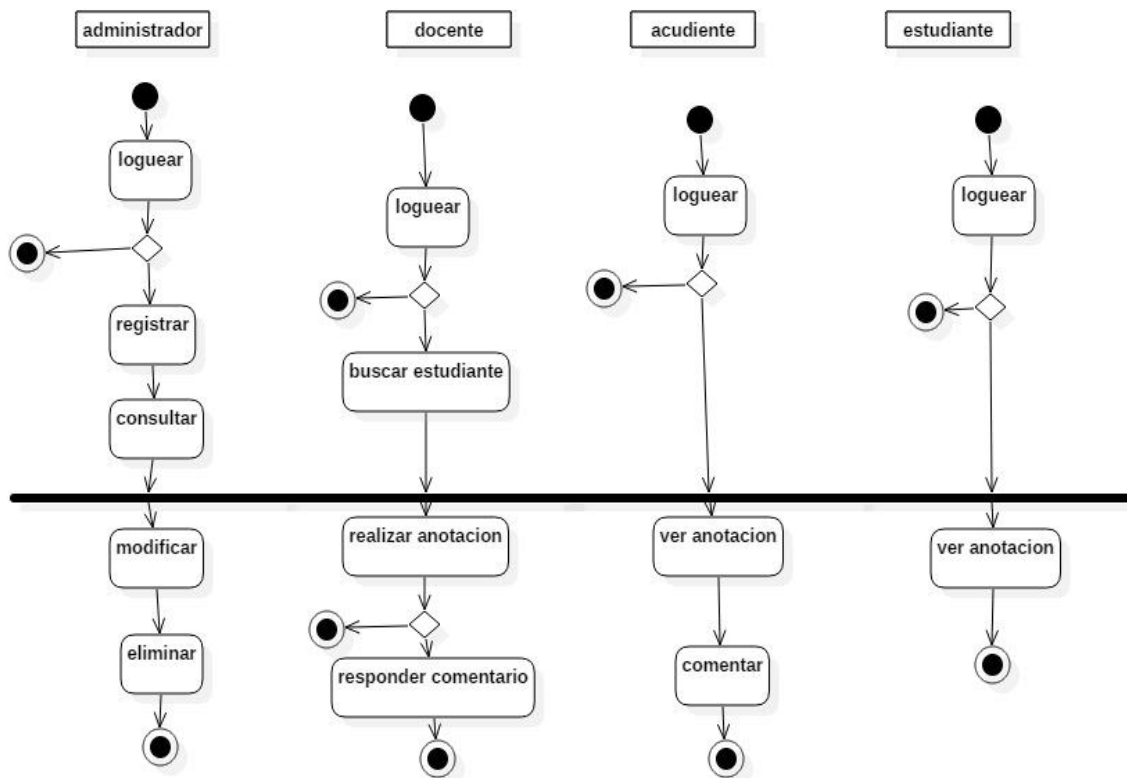 administrador
docente
acudiente
estudiante
loguear
registrar
consultar
modificar
eliminar
loguear
buscar estudiante
realizar anotacion
responder comentario
loguear
ver anotacion
comentar
loguear
ver anotacion